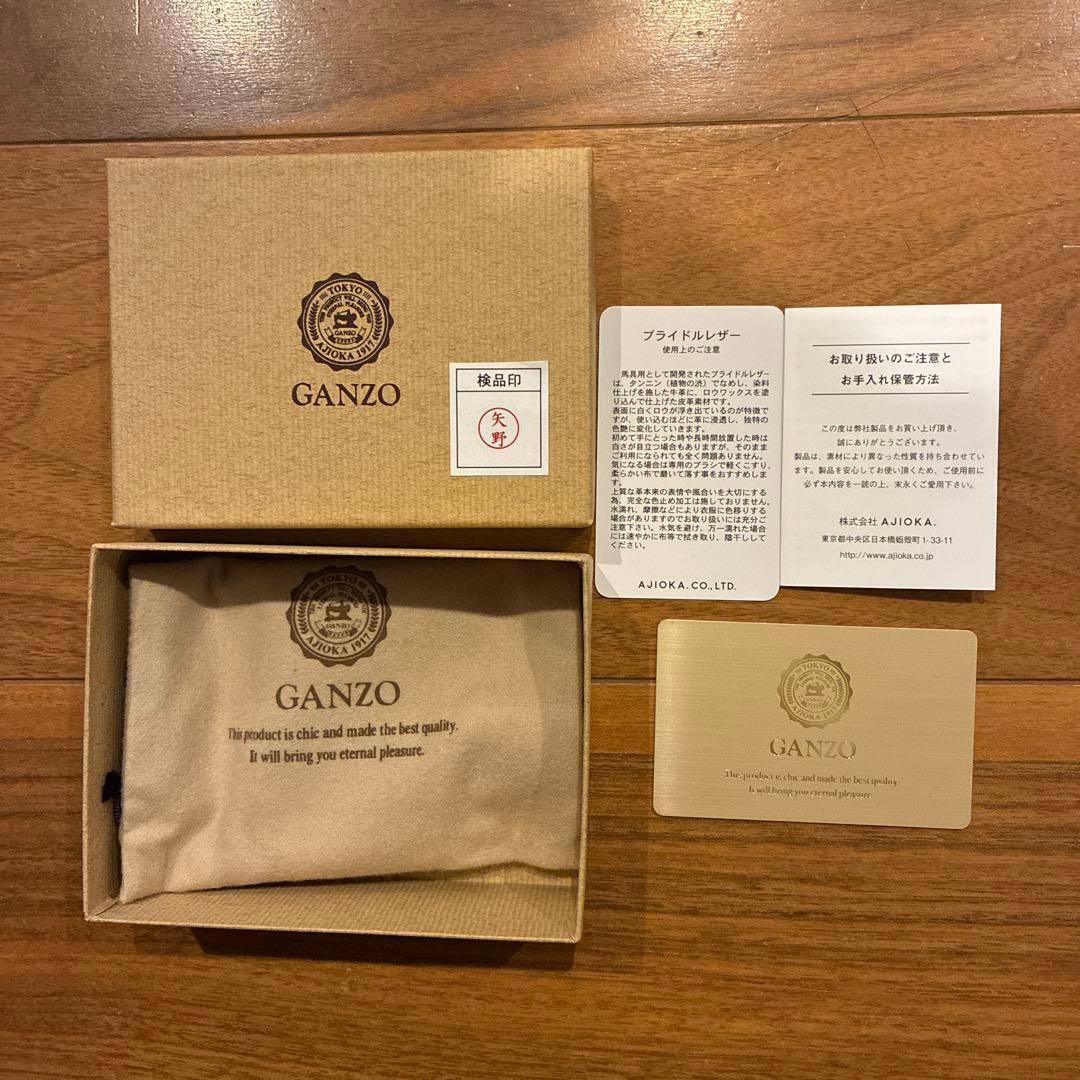 TOKYO
GANZO
AJIOKA 1917
GANZO
検品印
矢野
ブライドルレザー
使用上のご注意
馬具用として開発されたブライドルレザー
は、タンニン（植物の渋）でなめし、染料
仕上げを施した牛革に、ロウワックスを塗
り込んで仕上げた皮革素材です。
表面に白くロウが浮き出ているのが特徴で
すが、使い込むほどに革に浸透し、独特の
色艶に変化していきます。
初めて手にとった時や長時間放置した時は
白さが目立つ場合もありますが、そのまま
ご利用になられても全く問題ありません。
気になる場合は専用のブラシで軽くこすり、
柔らかい布で磨いて落す事をおすすめしま
す。
上質な革本来の表情や風合いを大切にする
為、完全な色止め加工は施しておりません。
水濡れ、摩擦などにより衣服に色移りする
場合がありますのでお取り扱いには充分ご
注意下さい。水気を避け、万一濡れた場合
には速やかに布等で拭き取り、陰干しして
ください。
AJIOKA.CO.,LTD.
お取り扱いのご注意と
お手入れ保管方法
この度は弊社製品をお買い上げ頂き、
誠にありがとうございます。
製品は、素材により異なった性質を持ち合わせてい
ます。製品を安心してお使い頂くため、ご使用前に
必ず本内容を一読の上、末永くご愛用下さい。
株式会社 AJIOKA.
東京都中央区日本橋蛎殻町 1-33-11
http://www.ajioka.co.jp
TOKYO
GANZO
AJIOKA 1917
GANZO
This product is chic and made the best quality.
It will bring you eternal pleasure.
TOKYO
GANZO
AJIOKA 1917
GANZO
This product is chic and made the best quality.
It will bring you eternal pleasure.